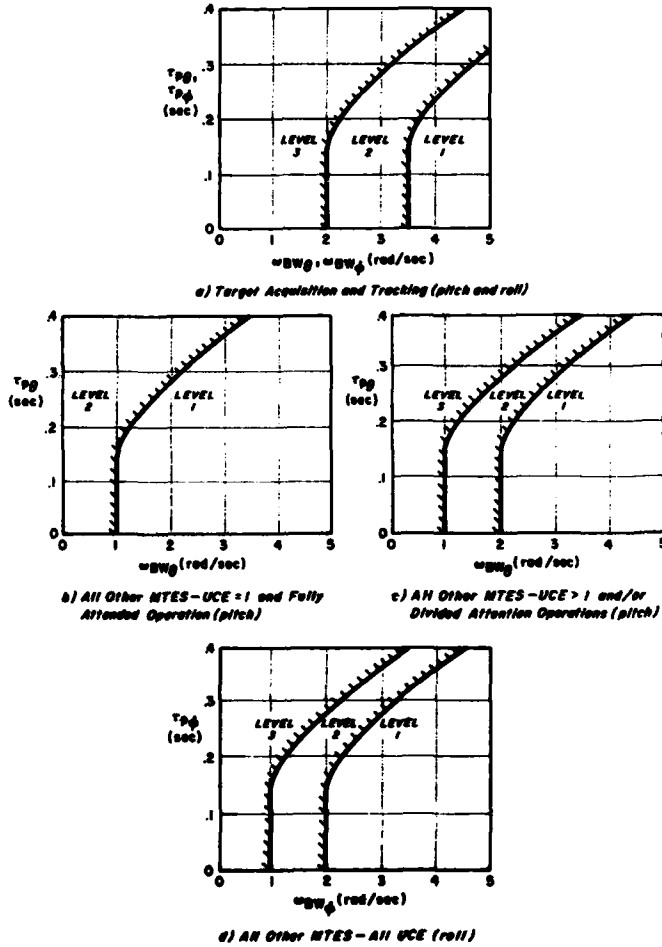 .4
.3
.2
.1
0
τPθ,
τPφ
(sec)
LEVEL
3
LEVEL
2
LEVEL
1
0 1 2 3 4 5
ωBWθ, ωBWφ (rad/sec)
a) Target Acquisition and Tracking (pitch and roll)
.4
.3
.2
.1
0
τPθ
(sec)
LEVEL
2
LEVEL
1
0 1 2 3 4 5
ωBWθ (rad/sec)
b) All Other MTES-UCE = 1 and Fully
Attended Operation (pitch)
.4
.3
.2
.1
0
τPθ
(sec)
LEVEL
3
LEVEL
2
LEVEL
1
0 1 2 3 4 5
ωBWθ (rad/sec)
c) All Other MTES-UCE > 1 and/or
Divided Attention Operations (pitch)
.4
.3
.2
.1
0
τPφ
(sec)
LEVEL
3
LEVEL
2
LEVEL
1
0 1 2 3 4 5
ωBWφ (rad/sec)
d) All Other MTES-All UCE (roll)